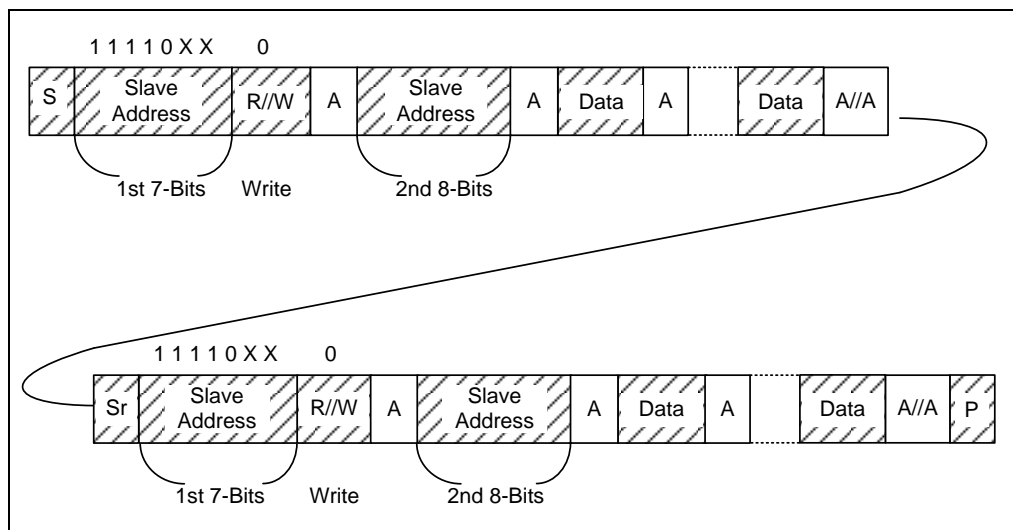 1 1 1 1 0 X X 0
S Slave Address R//W A Slave Address A Data A Data A//A
1st 7-Bits Write 2nd 8-Bits
1 1 1 1 0 X X 0
Sr Slave Address R//W A Slave Address A Data A Data A//A P
1st 7-Bits Write 2nd 8-Bits